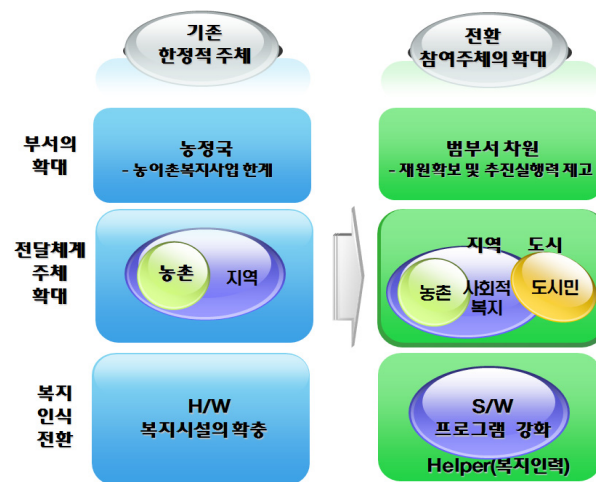 기존
한정적 주체
전환
참여주체의 확대
부서의
확대
농정국
- 농어촌복지사업 한계
범부서 차원
- 재원확보 및 추진실행력 제고
전달체계
주체
확대
농촌
지역
지역 도시
농촌
사회적
복지
도시민
복지
인식
전환
H/W
복지시설의 확충
S/W
프로그램 강화
Helper(복지인력)